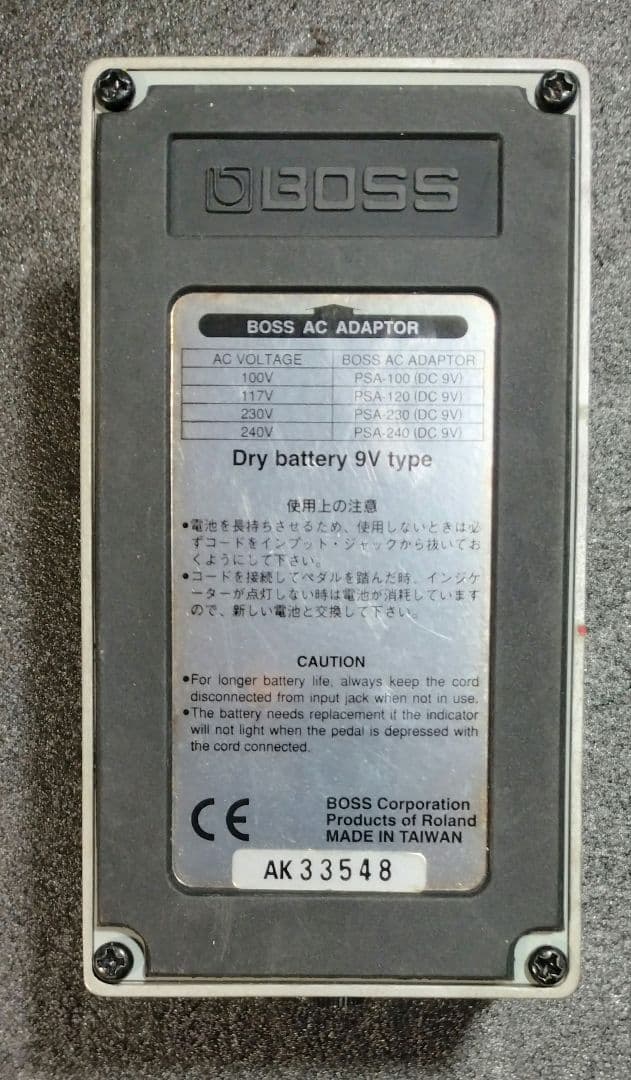 BOSS
BOSS AC ADAPTOR
AC VOLTAGE BOSS AC ADAPTOR
100V PSA-100 (DC 9V)
117V PSA-120 (DC 9V)
230V PSA-230 (DC 9V)
240V PSA-240 (DC 9V)
Dry battery 9V type
使用上の注意
●電池を長持ちさせるため、使用しないときは必
ずコードをインプット・ジャックから抜いてお
くようにして下さい。
●コードを接続してペダルを踏んだ時、インジケ
ーターが点灯しない時は電池が消耗しています
ので、新しい電池と交換して下さい。
CAUTION
●For longer battery life, always keep the cord
disconnected from input jack when not in use.
●The battery needs replacement if the indicator
will not light when the pedal is depressed with
the cord connected.
CE
BOSS Corporation
Products of Roland
MADE IN TAIWAN
AK33548